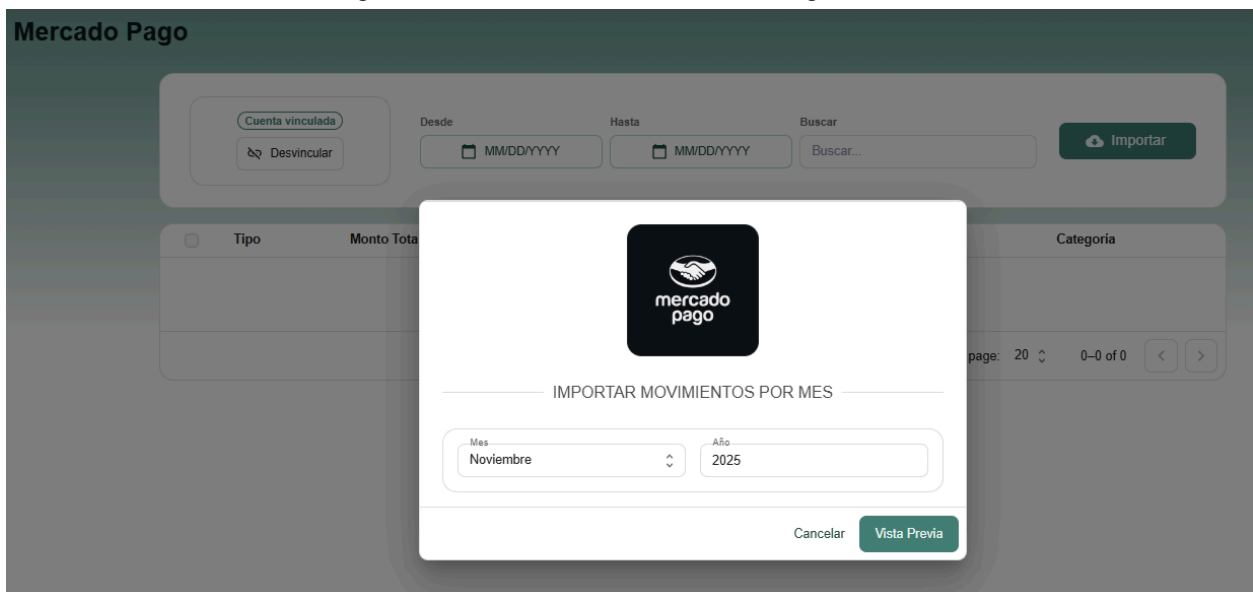 Mercado Pago
Cuenta vinculada
Desvincular
Desde
MM/DD/YYYY
Hasta
MM/DD/YYYY
Buscar
Buscar...
Importar
Tipo
Monto Tota
Categoria
page: 20
0–0 of 0
mercado
pago
IMPORTAR MOVIMIENTOS POR MES
Mes
Noviembre
Año
2025
Cancelar
Vista Previa